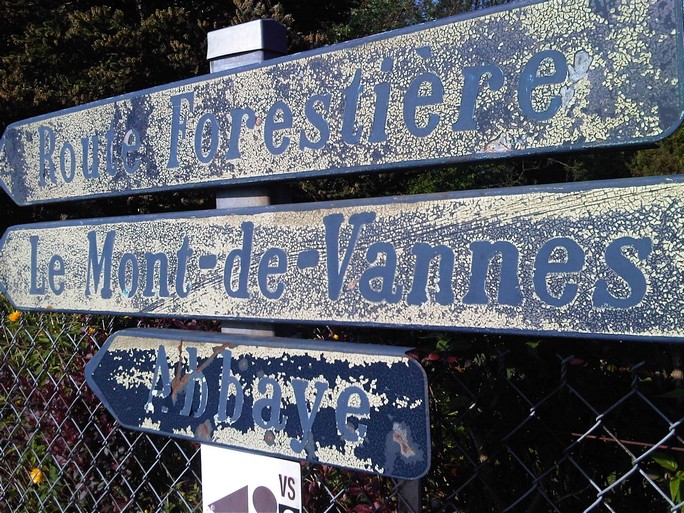 Route Forestière
Le Mont-de-Vannes
Abbaye
VS